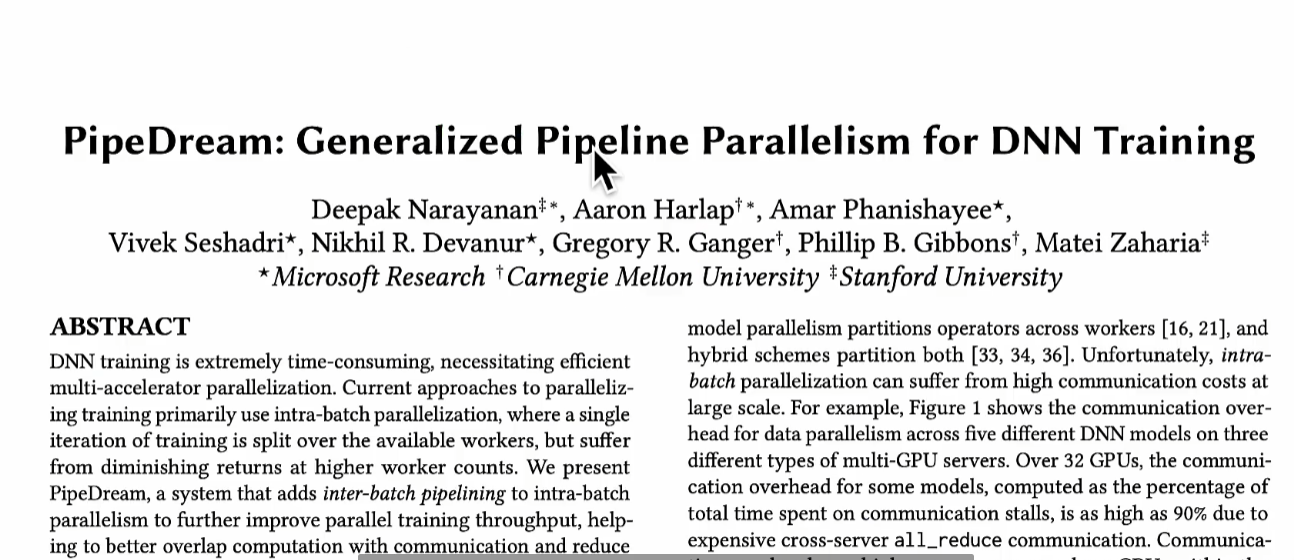 PipeDream: Generalized Pipeline Parallelism for DNN Training
Deepak Narayanan‡*, Aaron Harlap†*, Amar Phanishayee★,
Vivek Seshadri★, Nikhil R. Devanur★, Gregory R. Ganger†, Phillip B. Gibbons†, Matei Zaharia‡
★Microsoft Research †Carnegie Mellon University ‡Stanford University
ABSTRACT
DNN training is extremely time-consuming, necessitating efficient
multi-accelerator parallelization. Current approaches to paralleliz-
ing training primarily use intra-batch parallelization, where a single
iteration of training is split over the available workers, but suffer
from diminishing returns at higher worker counts. We present
PipeDream, a system that adds inter-batch pipelining to intra-batch
parallelism to further improve parallel training throughput, help-
ing to better overlap computation with communication and reduce
model parallelism partitions operators across workers [16, 21], and
hybrid schemes partition both [33, 34, 36]. Unfortunately, intra-
batch parallelization can suffer from high communication costs at
large scale. For example, Figure 1 shows the communication over-
head for data parallelism across five different DNN models on three
different types of multi-GPU servers. Over 32 GPUs, the communi-
cation overhead for some models, computed as the percentage of
total time spent on communication stalls, is as high as 90% due to
expensive cross-server all_reduce communication. Communica-